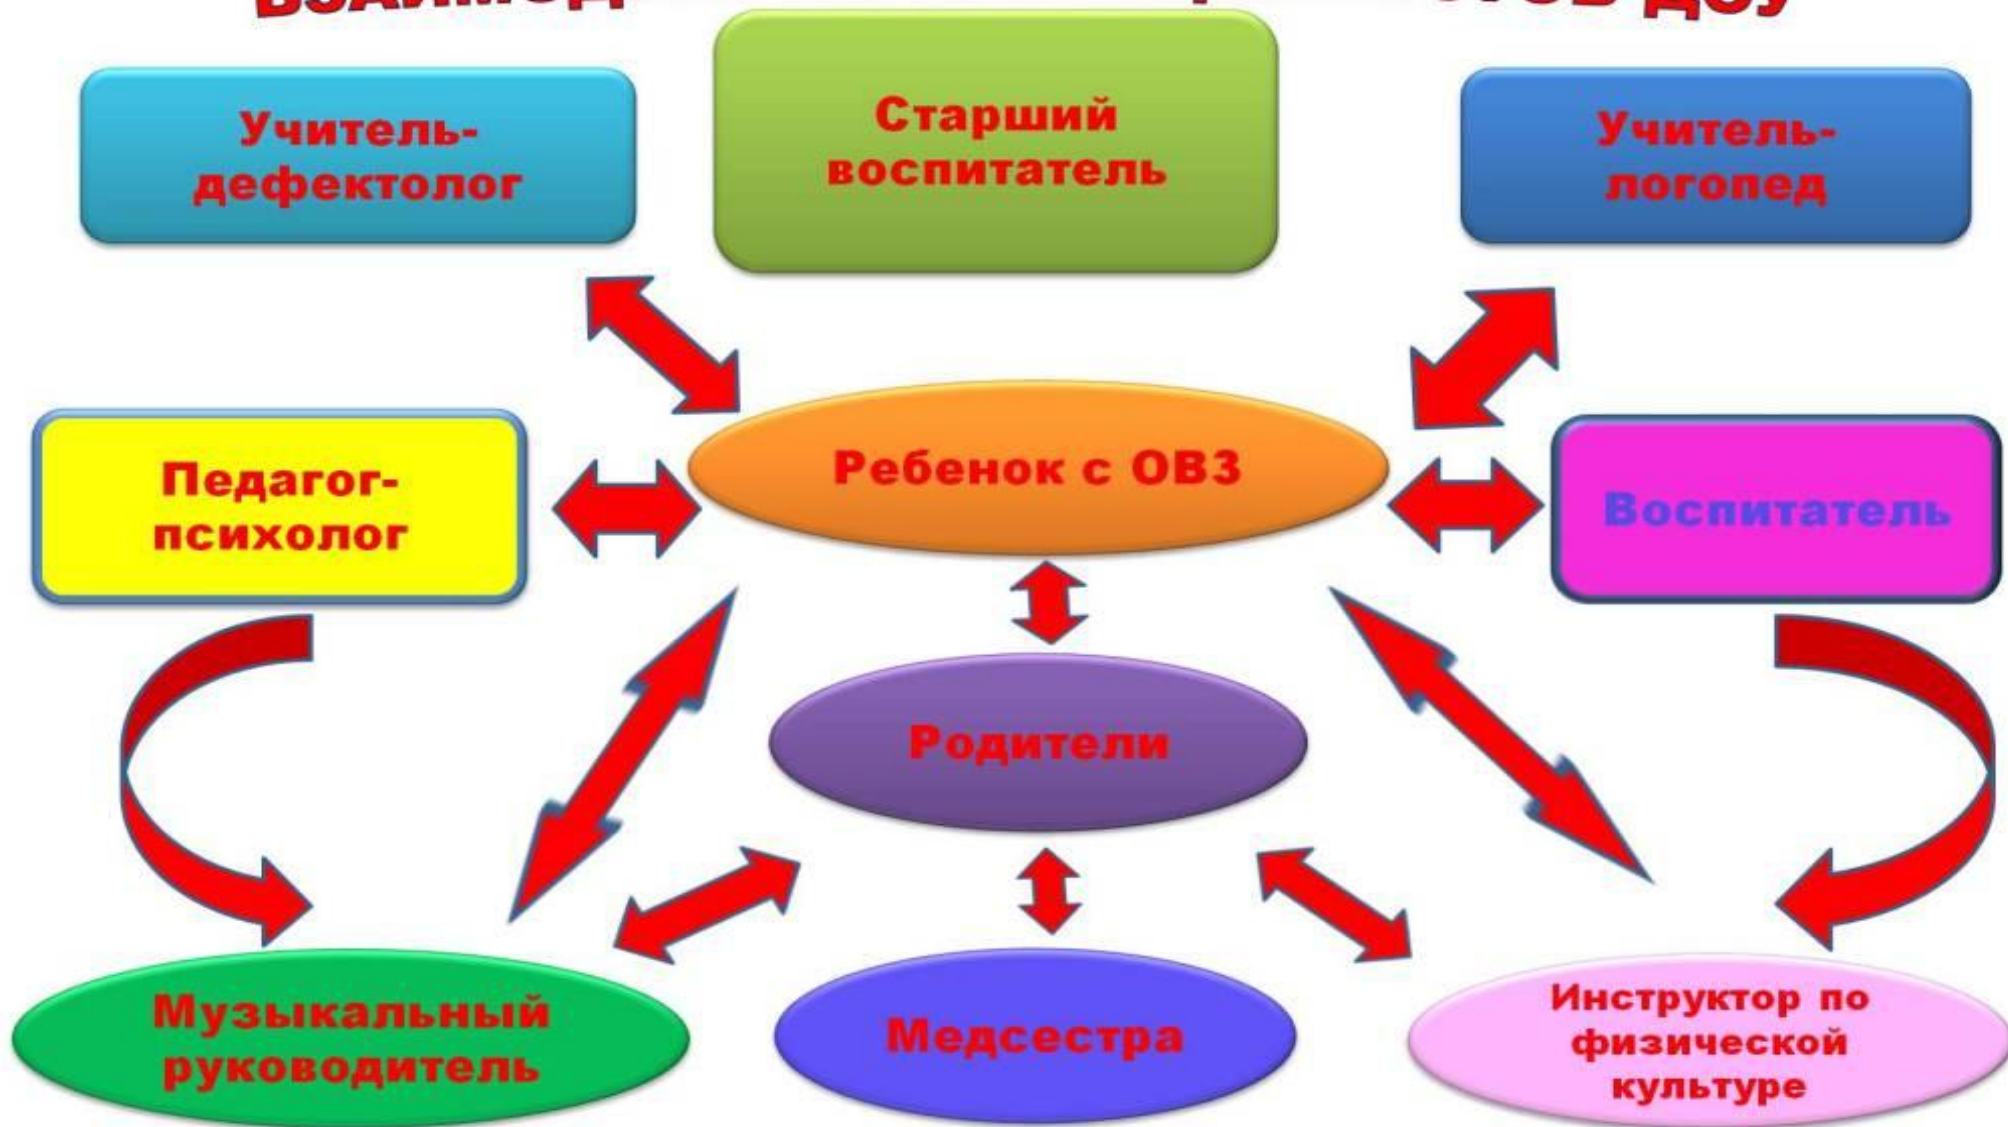 ДОУ
Учитель-
дефектолог
Старший
воспитатель
Учитель-
логопед
Педагог-
психолог
Ребенок с ОВЗ
Воспитатель
Родители
Музыкальный
руководитель
Медсестра
Инструктор по
физической
культуре